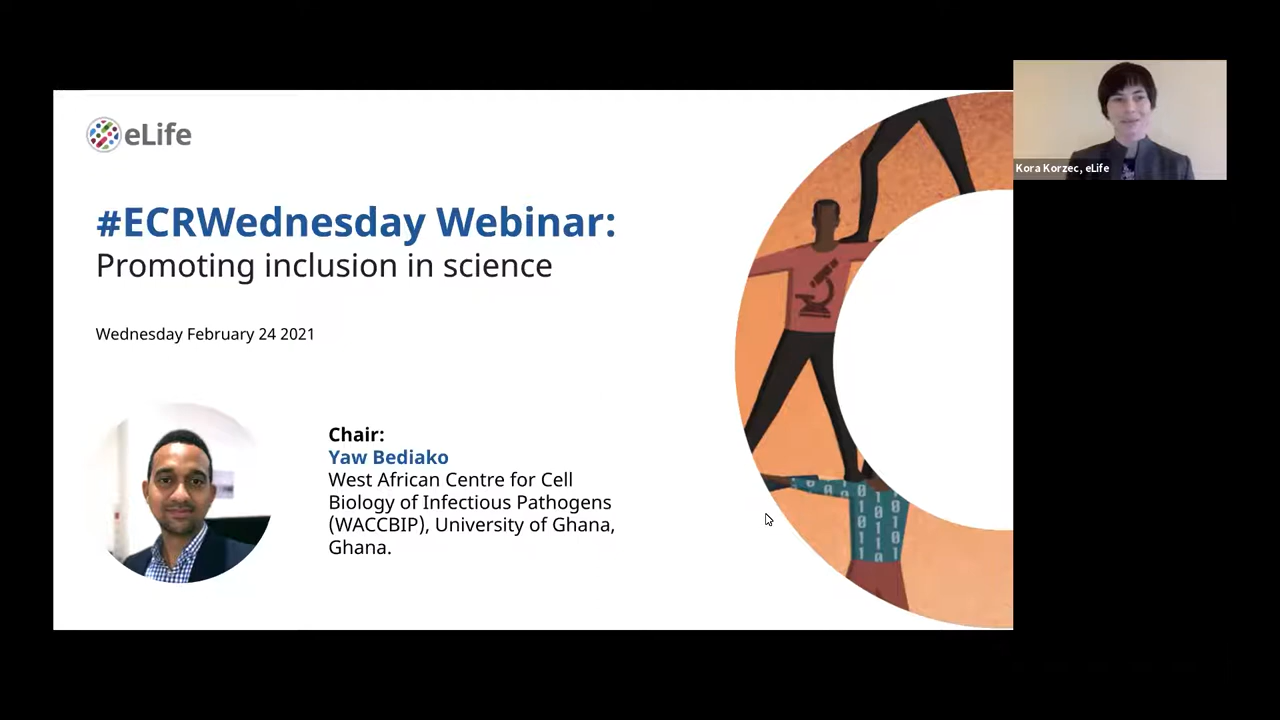 eLife
#ECRWednesday Webinar:
Promoting inclusion in science
Wednesday February 24 2021
Chair:
Yaw Bediako
West African Centre for Cell
Biology of Infectious Pathogens
(WACCBIP), University of Ghana,
Ghana.
Kora Korzec, eLife